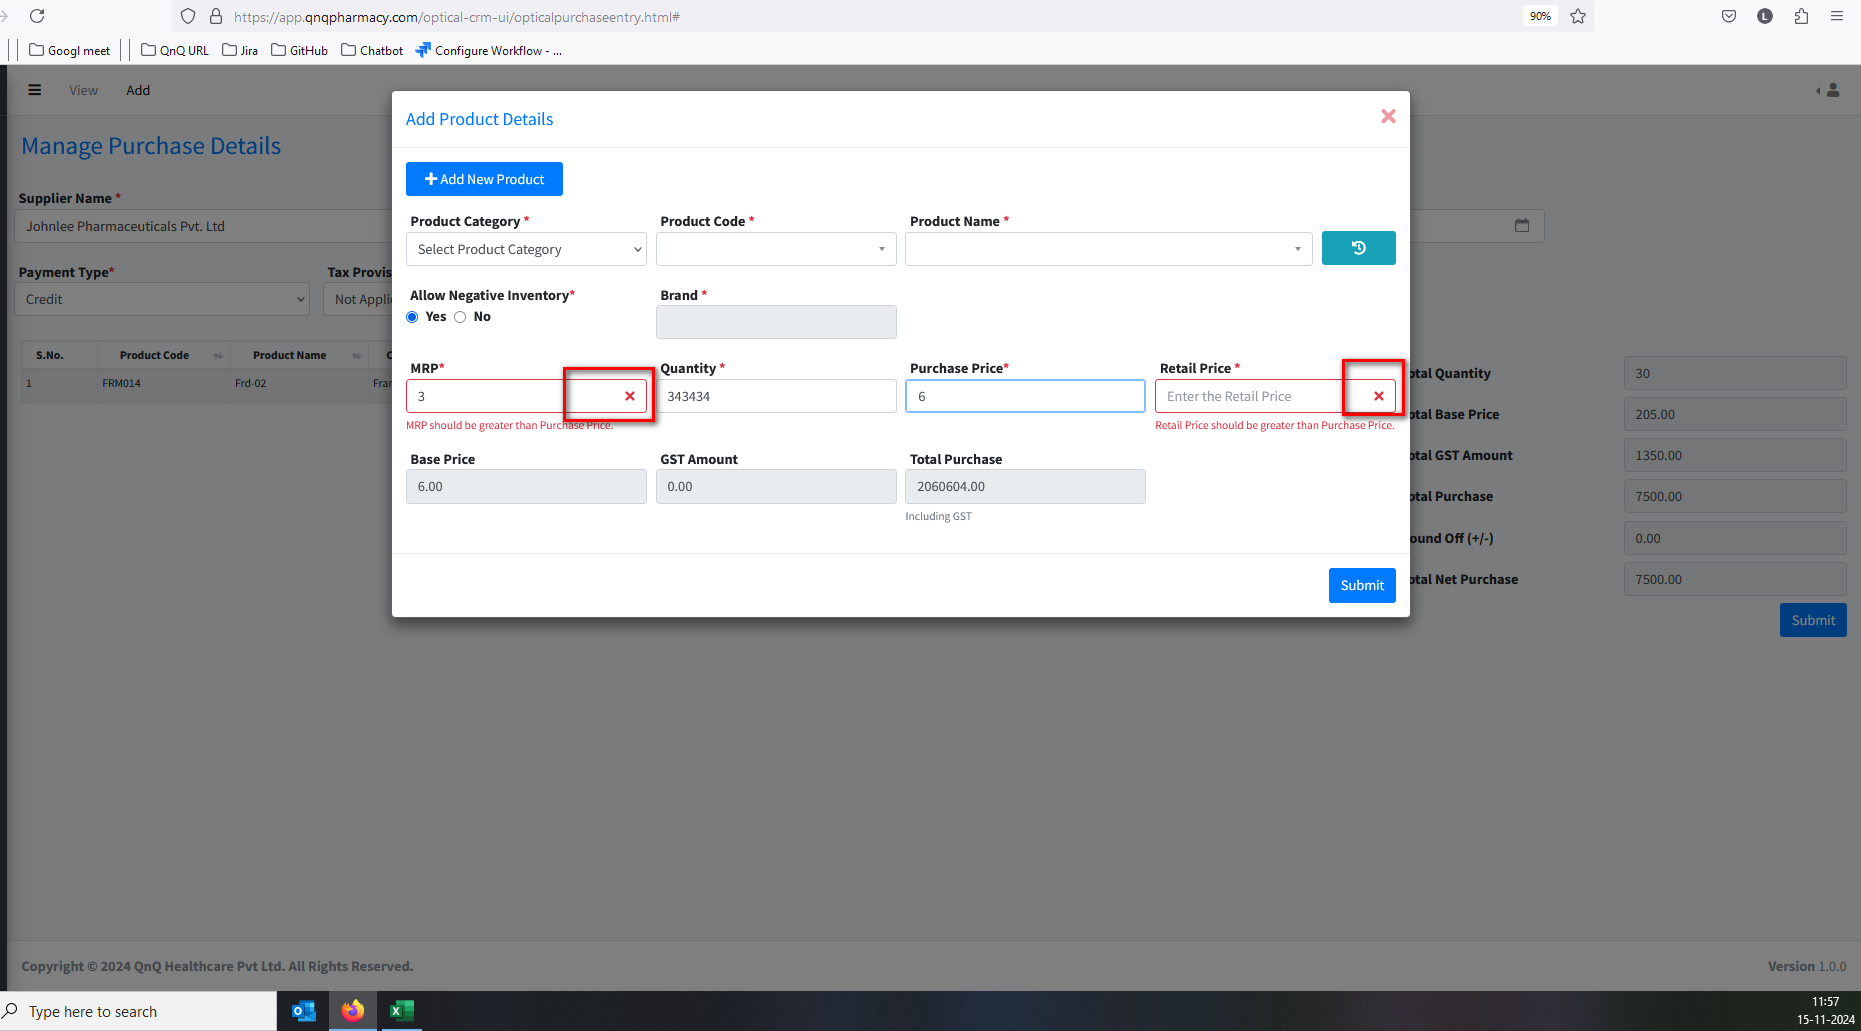 https://app.qnqpharmacy.com/optical-crm-ui/opticalpurchaseentry.html#
90%
L
Googl meet
QnQ URL
Jira
GitHub
Chatbot
Configure Workflow - ...
View
Add
Manage Purchase Details
Supplier Name *
Johnlee Pharmaceuticals Pvt. Ltd
Payment Type*
Credit
Tax Provis
Not Appli
S.No.
Product Code
Product Name
1
FRM014
Frd-02
Fran
Add Product Details
Add New Product
Product Category *
Product Code *
Product Name *
Select Product Category
Allow Negative Inventory*
Brand *
Yes
No
MRP*
Quantity *
Purchase Price*
Retail Price *
3
343434
6
Enter the Retail Price
MRP should be greater than Purchase Price.
Retail Price should be greater than Purchase Price.
Base Price
GST Amount
Total Purchase
6.00
0.00
2060604.00
Including GST
Submit
otal Quantity
30
otal Base Price
205.00
otal GST Amount
1350.00
otal Purchase
7500.00
ound Off (+/-)
0.00
otal Net Purchase
7500.00
Submit
Copyright © 2024 QnQ Healthcare Pvt Ltd. All Rights Reserved.
Version 1.0.0
Type here to search
11:57
15-11-2024